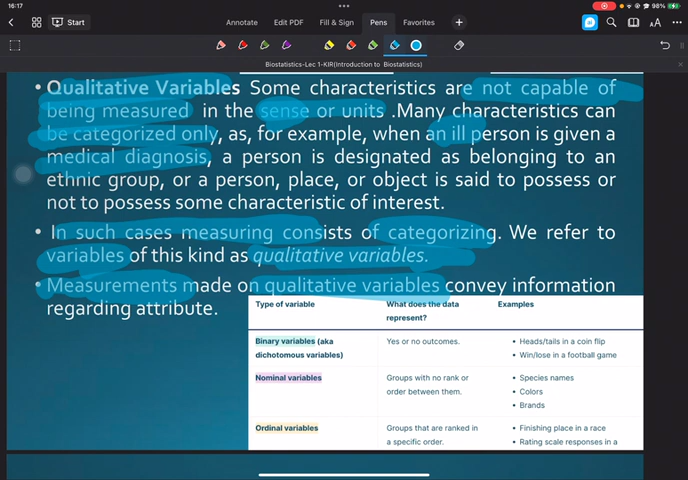 16:17
98%
Start
Annotate
Edit PDF
Fill & Sign
Pens
Favorites
AA
Biostatistics-Lec 1-KIR(Introduction to Biostatistics)
• Qualitative Variables Some characteristics are not capable of
being measured in the sense or units .Many characteristics can
be categorized only, as, for example, when an ill person is given a
medical diagnosis, a person is designated as belonging to an
ethnic group, or a person, place, or object is said to possess or
not to possess some characteristic of interest.
• In such cases measuring consists of categorizing. We refer to
variables of this kind as qualitative variables.
• Measurements made on qualitative variables convey information
regarding attribute.
Type of variable
What does the data
represent?
Examples
Binary variables (aka
dichotomous variables)
Yes or no outcomes.
• Heads/tails in a coin flip
• Win/lose in a football game
Nominal variables
Groups with no rank or
order between them.
• Species names
• Colors
• Brands
Ordinal variables
Groups that are ranked in
a specific order.
• Finishing place in a race
• Rating scale responses in a